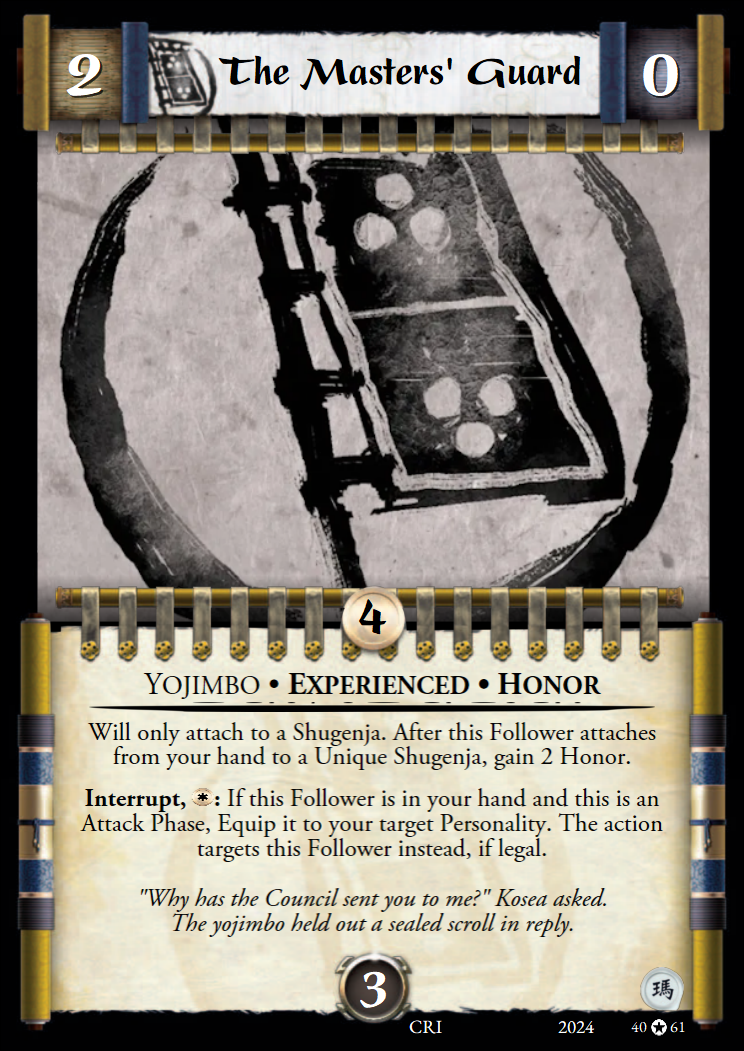 2 The Masters' Guard 0
4
Yojimbo • Experienced • Honor
Will only attach to a Shugenja. After this Follower attaches
from your hand to a Unique Shugenja, gain 2 Honor.
Interrupt, *: If this Follower is in your hand and this is an
Attack Phase, Equip it to your target Personality. The action
targets this Follower instead, if legal.
"Why has the Council sent you to me?" Kosea asked.
The yojimbo held out a sealed scroll in reply.
3
瑪
CRI 2024 40 ✪ 61